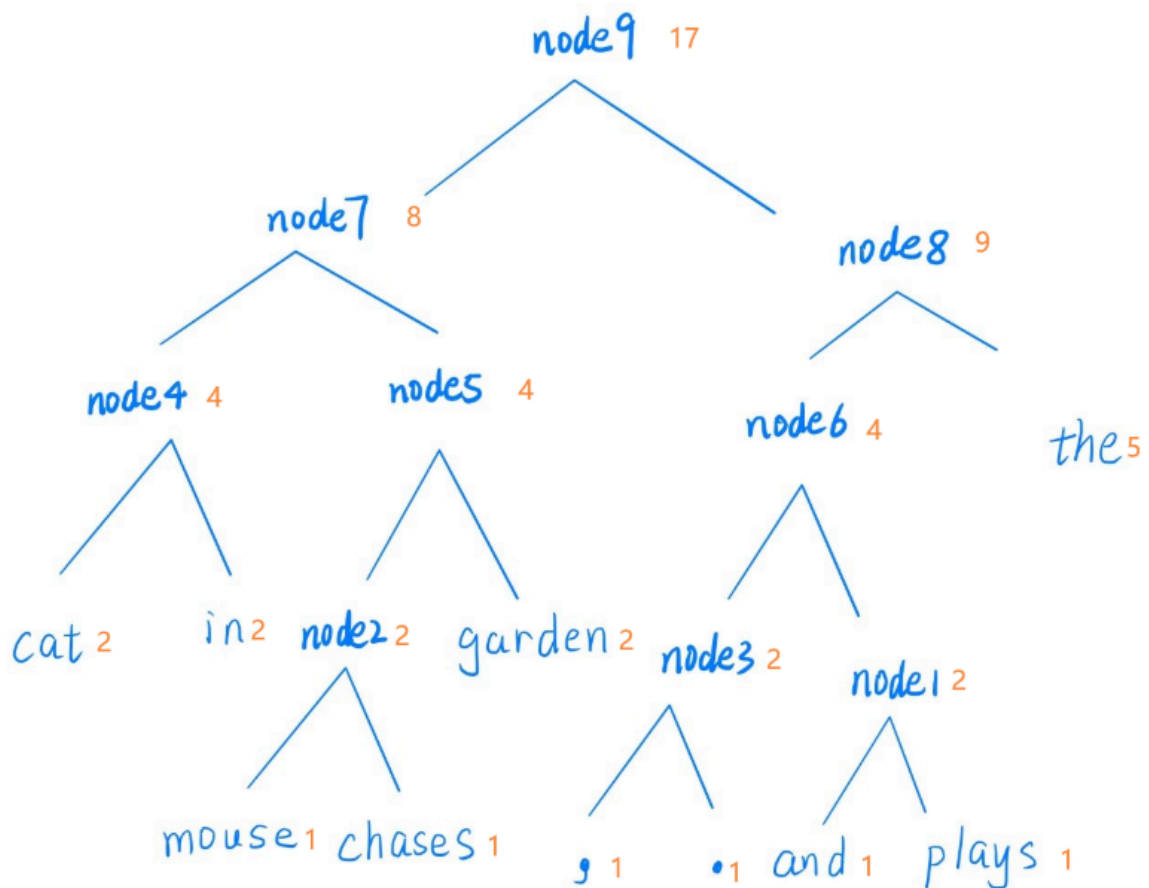 node9 17
node7 8
node8 9
node4 4
node5 4
node6 4
the 5
cat 2
in 2
node2 2
garden 2
node3 2
node1 2
mouse 1
chases 1
, 1
. 1
and 1
plays 1